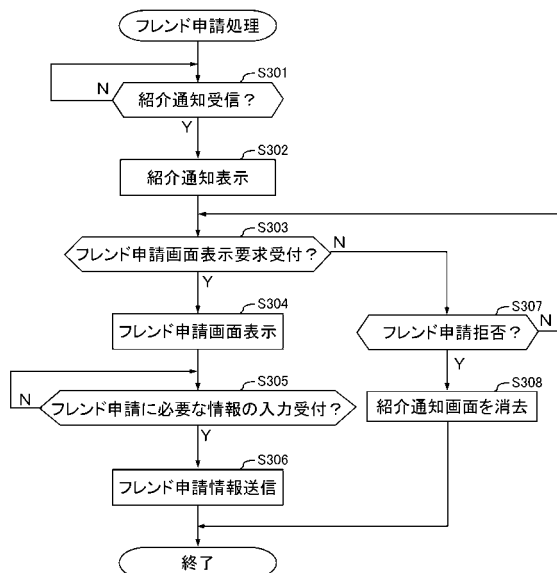 フレンド申請処理
S301
紹介通知受信？
N
Y
S302
紹介通知表示
S303
フレンド申請画面表示要求受付？
N
Y
S304
フレンド申請画面表示
S307
フレンド申請拒否？
N
Y
S305
フレンド申請に必要な情報の入力受付？
N
Y
S308
紹介通知画面を消去
S306
フレンド申請情報送信
終了